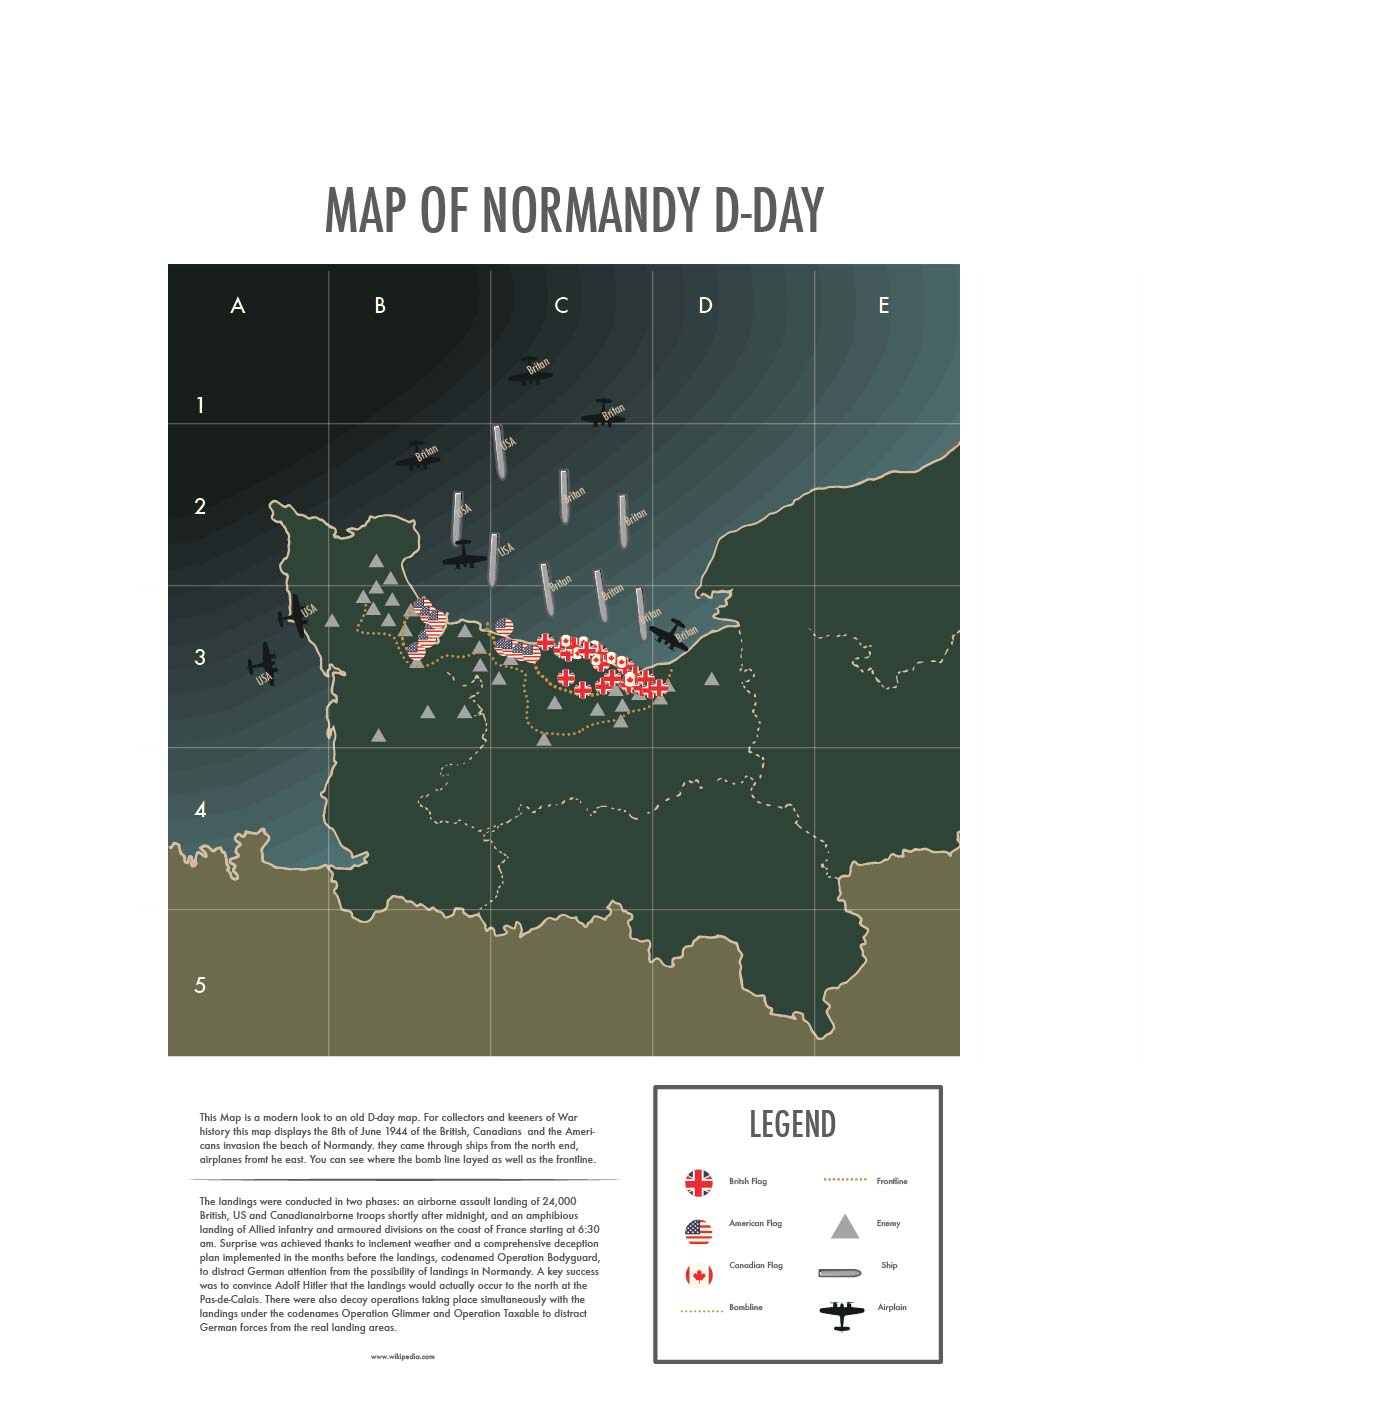 MAP OF NORMANDY D-DAY
A B C D E
1
2
3
4
5
Britan
Britan
Britan
USA
USA
Britan
Britan
USA
Britan
Britan
Britan
Britan
USA
USA
This Map is a modern look to an old D-day map. For collectors and keeners of War
history this map displays the 8th of June 1944 of the British, Canadians and the Ameri-
cans invasion the beach of Normandy. they came through ships from the north end,
airplanes fromt he east. You can see where the bomb line layed as well as the frontline.
The landings were conducted in two phases: an airborne assault landing of 24,000
British, US and Canadianairborne troops shortly after midnight, and an amphibious
landing of Allied infantry and armoured divisions on the coast of France starting at 6:30
am. Surprise was achieved thanks to inclement weather and a comprehensive deception
plan implemented in the months before the landings, codenamed Operation Bodyguard,
to distract German attention from the possibility of landings in Normandy. A key success
was to convince Adolf Hitler that the landings would actually occur to the north at the
Pas-de-Calais. There were also decoy operations taking place simultaneously with the
landings under the codenames Operation Glimmer and Operation Taxable to distract
German forces from the real landing areas.
www.wikipedia.com
LEGEND
Britsh Flag
American Flag
Canadian Flag
Bombline
Frontline
Enemy
Ship
Airplain